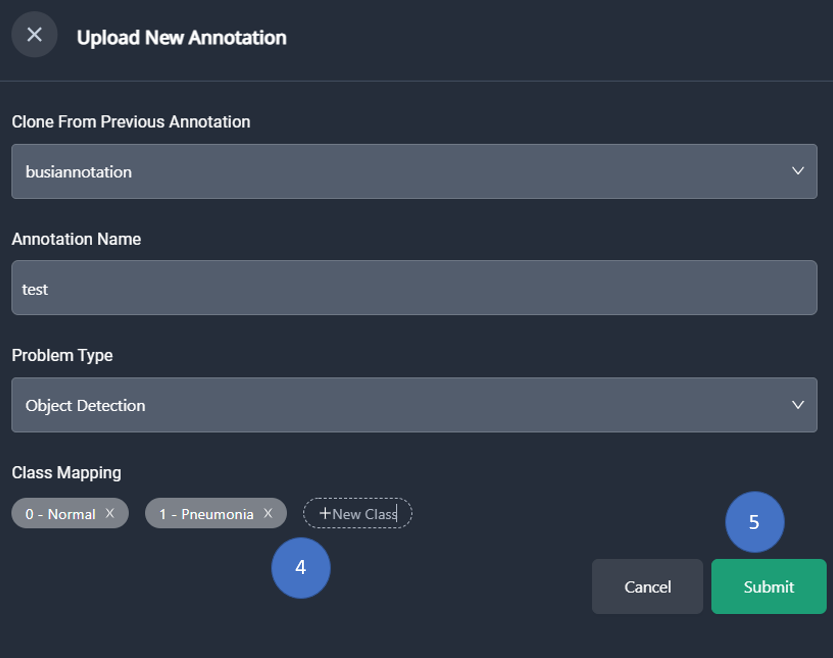 Upload New Annotation
Clone From Previous Annotation
busiannotation
Annotation Name
test
Problem Type
Object Detection
Class Mapping
0 - Normal X 1 - Pneumonia X +New Class
4
5
Cancel Submit